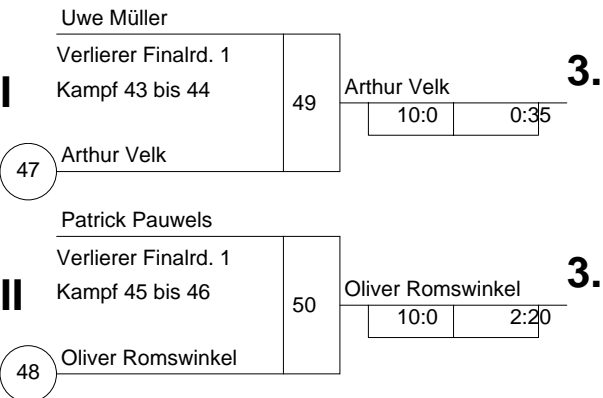 Uwe Müller
Verlierer Finalrd. 1
Kampf 43 bis 44
I
49
Arthur Velk
3.
10:0 0:35
47
Arthur Velk
Patrick Pauwels
Verlierer Finalrd. 1
Kampf 45 bis 46
II
50
Oliver Romswinkel
3.
10:0 2:20
48
Oliver Romswinkel